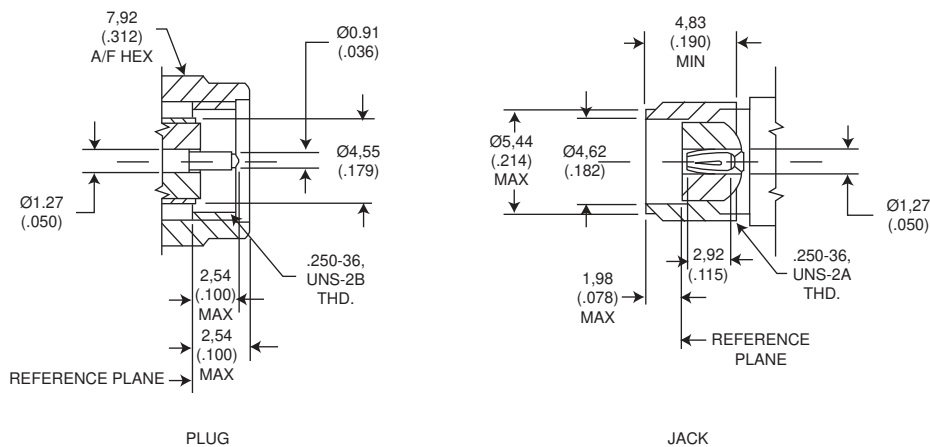 7,92
(.312)
A/F HEX
Ø0.91
(.036)
Ø4,55
(.179)
Ø1.27
(.050)
.250-36,
UNS-2B
THD.
2,54
(.100)
MAX
2,54
(.100)
MAX
REFERENCE PLANE
PLUG
4,83
(.190)
MIN
Ø5,44
(.214)
MAX
Ø4,62
(.182)
Ø1,27
(.050)
2,92
(.115)
.250-36,
UNS-2A
THD.
1,98
(.078)
MAX
REFERENCE
PLANE
JACK